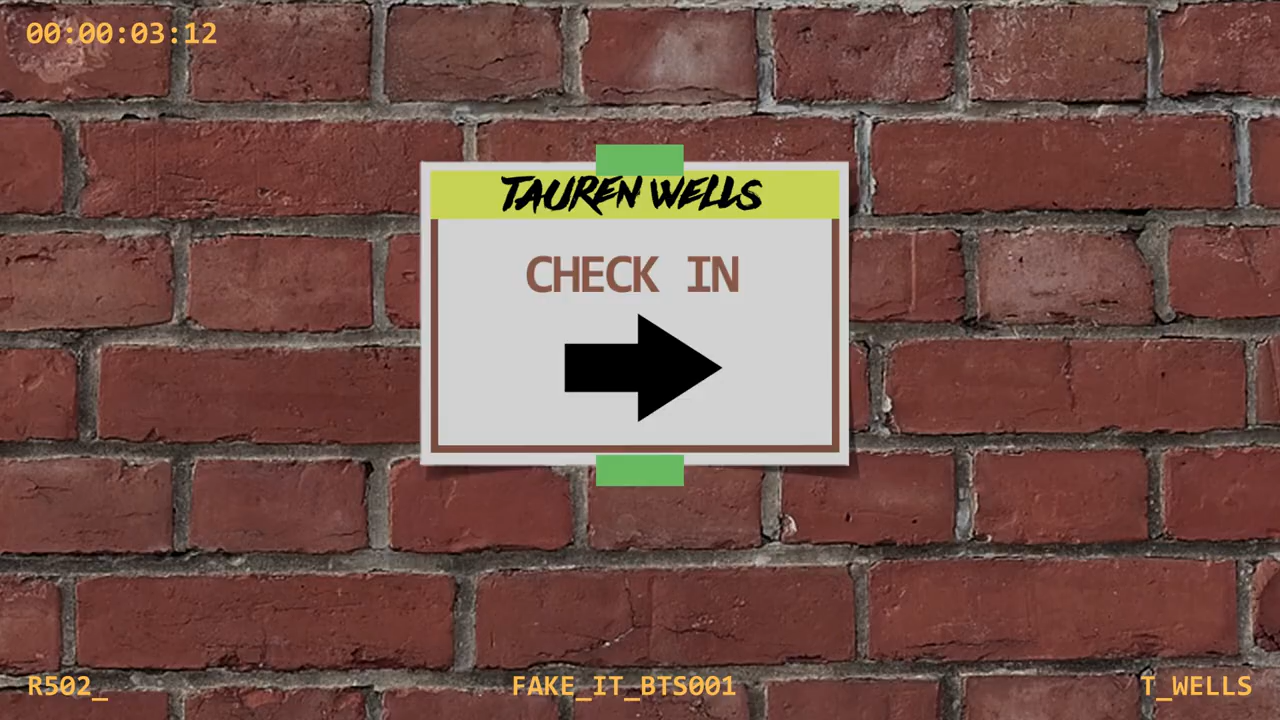 00:00:03:12
TAUREN WELLS
CHECK IN
R502_
FAKE_IT_BTS001
T_WELLS